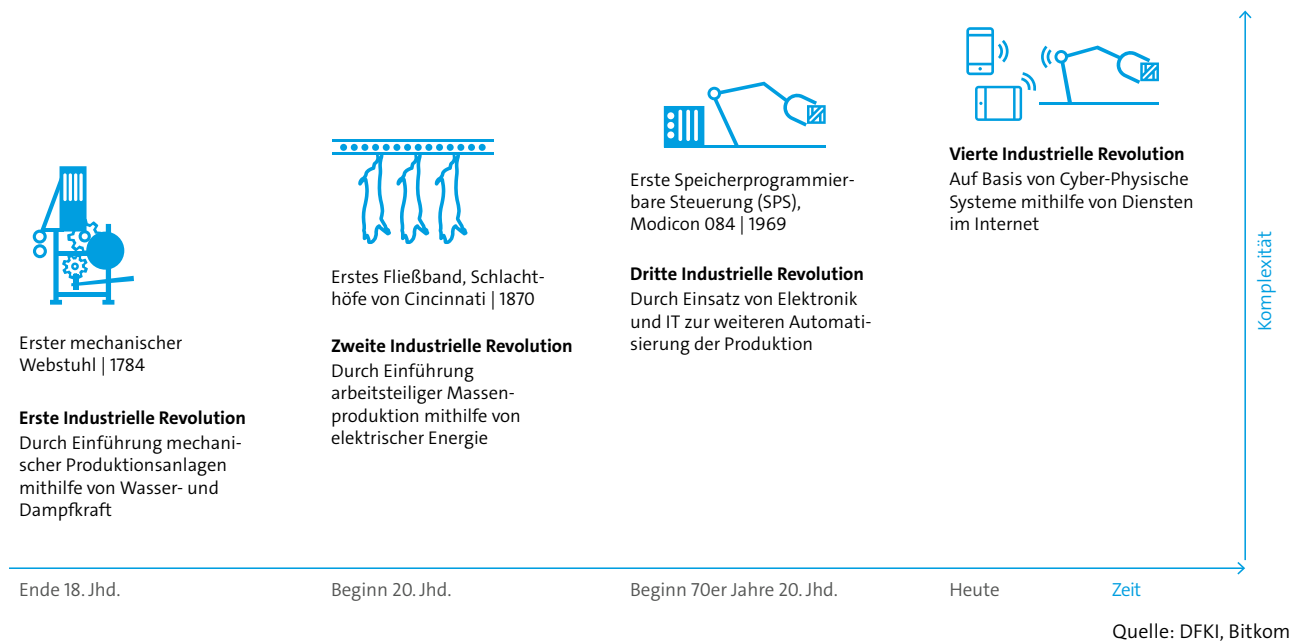 Erster mechanischer
Webstuhl | 1784
Erste Industrielle Revolution
Durch Einführung mechani-
scher Produktionsanlagen
mithilfe von Wasser- und
Dampfkraft
Erstes Fließband, Schlacht-
höfe von Cincinnati | 1870
Zweite Industrielle Revolution
Durch Einführung
arbeitsteiliger Massen-
produktion mithilfe von
elektrischer Energie
Erste Speicherprogrammier-
bare Steuerung (SPS),
Modicon 084 | 1969
Dritte Industrielle Revolution
Durch Einsatz von Elektronik
und IT zur weiteren Automati-
sierung der Produktion
Vierte Industrielle Revolution
Auf Basis von Cyber-Physische
Systeme mithilfe von Diensten
im Internet
Komplexität
Ende 18. Jhd.
Beginn 20. Jhd.
Beginn 70er Jahre 20. Jhd.
Heute
Zeit
Quelle: DFKI, Bitkom